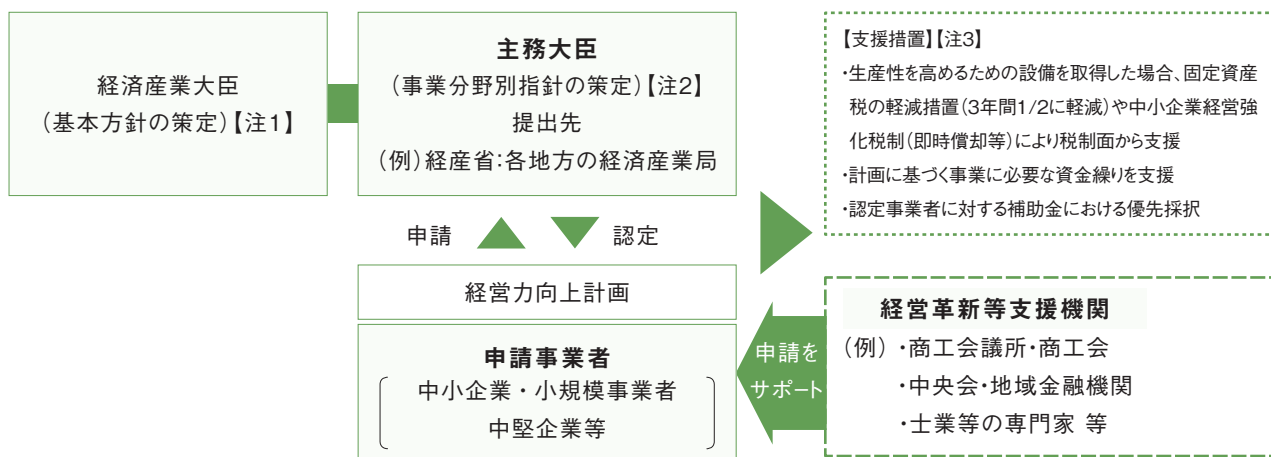 経済産業大臣
(基本方針の策定)【注1】
主務大臣
(事業分野別指針の策定)【注2】
提出先
(例)経産省:各地方の経済産業局
申請
認定
経営力向上計画
申請事業者
中小企業・小規模事業者
中堅企業等
【支援措置】【注3】
・生産性を高めるための設備を取得した場合、固定資産
税の軽減措置(3年間1/2に軽減)や中小企業経営強
化税制(即時償却等)により税制面から支援
・計画に基づく事業に必要な資金繰りを支援
・認定事業者に対する補助金における優先採択
申請を
サポート
経営革新等支援機関
(例)・商工会議所・商工会
・中央会・地域金融機関
・士業等の専門家 等